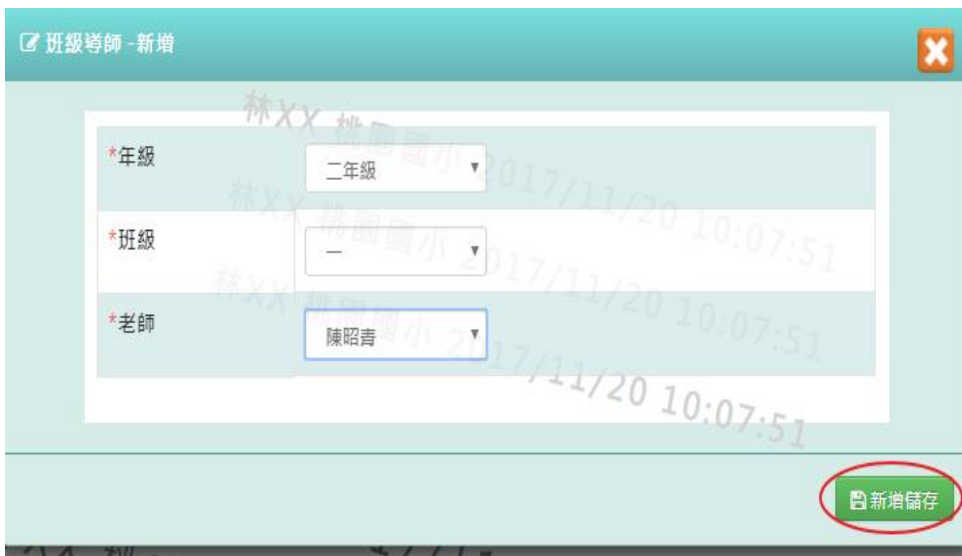 班級導師 -新增
林XX 桃園國小 2017/11/20 10:07:51
*年級
二年級
林XX 桃園國小 2017/11/20 10:07:51
*班級
一
林XX 桃園國小 2017/11/20 10:07:51
*老師
陳昭青
新增儲存